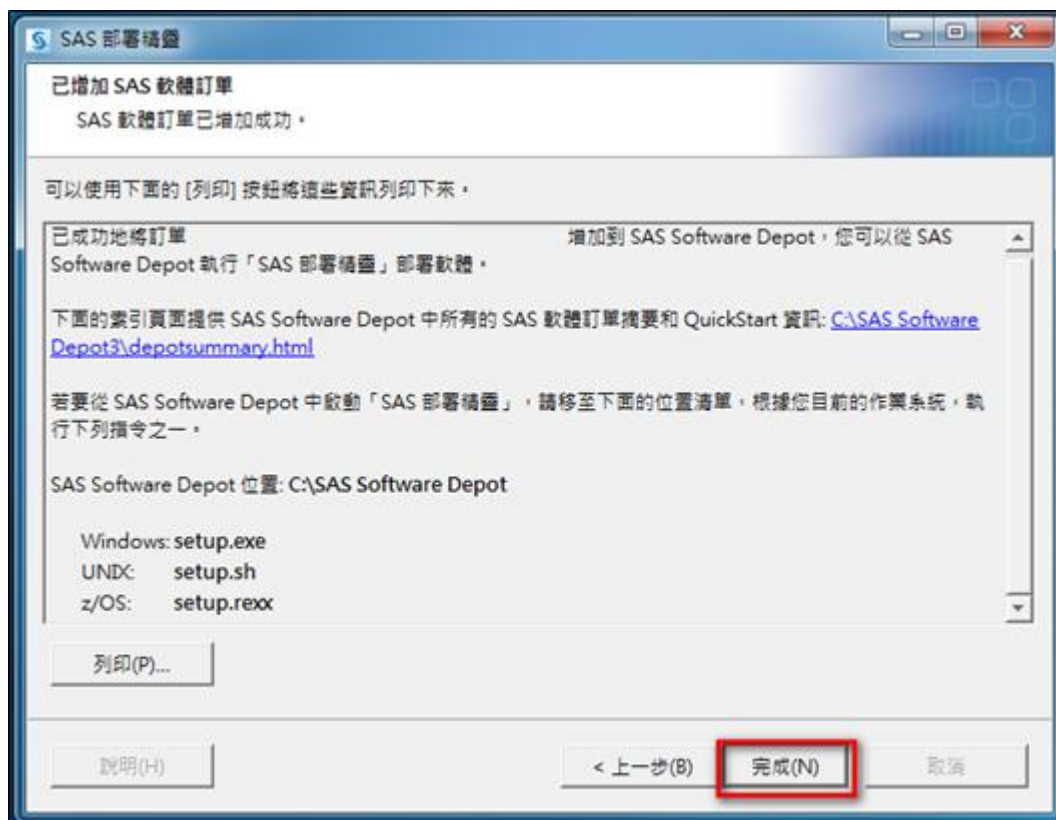 SAS 部署精靈
已增加 SAS 軟體訂單
SAS 軟體訂單已增加成功。
可以使用下面的 [列印] 按鈕將這些資訊列印下來。
已成功地將訂單 增加到 SAS Software Depot，您可以從 SAS
Software Depot 執行「SAS 部署精靈」部署軟體。
下面的索引頁面提供 SAS Software Depot 中所有的 SAS 軟體訂單摘要和 QuickStart 資訊: C:\SAS Software
Depot3\depotsummary.html
若要從 SAS Software Depot 中啟動「SAS 部署精靈」，請移至下面的位置清單，根據您目前的作業系統，執
行下列指令之一。
SAS Software Depot 位置: C:\SAS Software Depot
Windows: setup.exe
UNIX: setup.sh
z/OS: setup.rexx
列印(P)...
說明(H) < 上一步(B) 完成(N) 取消